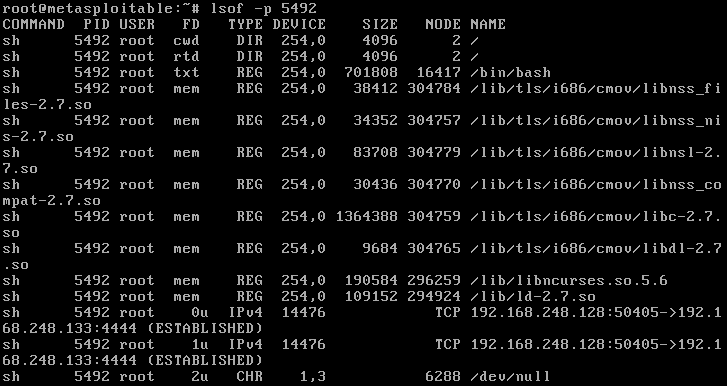 root@metasploitable:~# lsof -p 5492
COMMAND  PID USER   FD   TYPE DEVICE    SIZE   NODE NAME
sh      5492 root  cwd    DIR  254,0    4096      2 /
sh      5492 root  rtd    DIR  254,0    4096      2 /
sh      5492 root  txt    REG  254,0  701808  16417 /bin/bash
sh      5492 root  mem    REG  254,0   38412 304784 /lib/tls/i686/cmov/libnss_fi
les-2.7.so
sh      5492 root  mem    REG  254,0   34352 304757 /lib/tls/i686/cmov/libnss_ni
s-2.7.so
sh      5492 root  mem    REG  254,0   83708 304779 /lib/tls/i686/cmov/libnsl-2.
7.so
sh      5492 root  mem    REG  254,0   30436 304770 /lib/tls/i686/cmov/libnss_co
mpat-2.7.so
sh      5492 root  mem    REG  254,0 1364388 304759 /lib/tls/i686/cmov/libc-2.7.
so
sh      5492 root  mem    REG  254,0    9684 304765 /lib/tls/i686/cmov/libdl-2.7
.so
sh      5492 root  mem    REG  254,0  190584 296259 /lib/libncurses.so.5.6
sh      5492 root  mem    REG  254,0  109152 294924 /lib/ld-2.7.so
sh      5492 root    0u  IPv4  14476            TCP 192.168.248.128:50405->192.1
68.248.133:4444 (ESTABLISHED)
sh      5492 root    1u  IPv4  14476            TCP 192.168.248.128:50405->192.1
68.248.133:4444 (ESTABLISHED)
sh      5492 root    2u   CHR    1,3           6288 /dev/null